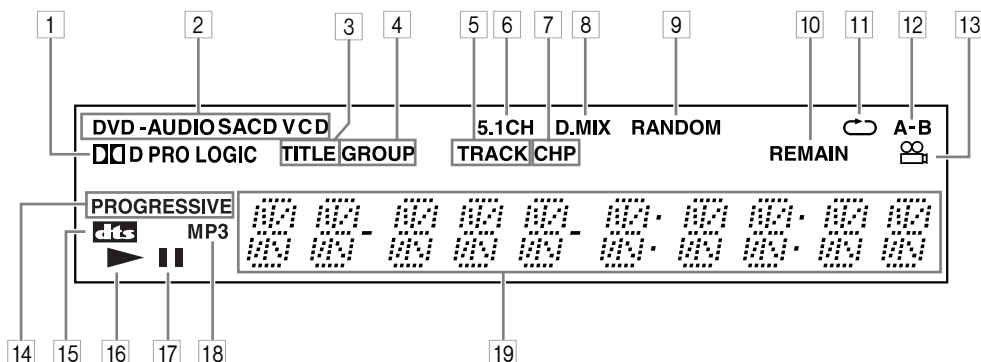 1 2 3 4 5 6 7 8 9 10 11 12 13
DVD -AUDIO SACD VCD 5.1CH D.MIX RANDOM A-B
D PRO LOGIC TITLE GROUP TRACK CHP REMAIN
PROGRESSIVE
dts MP3
14 15 16 17 18 19